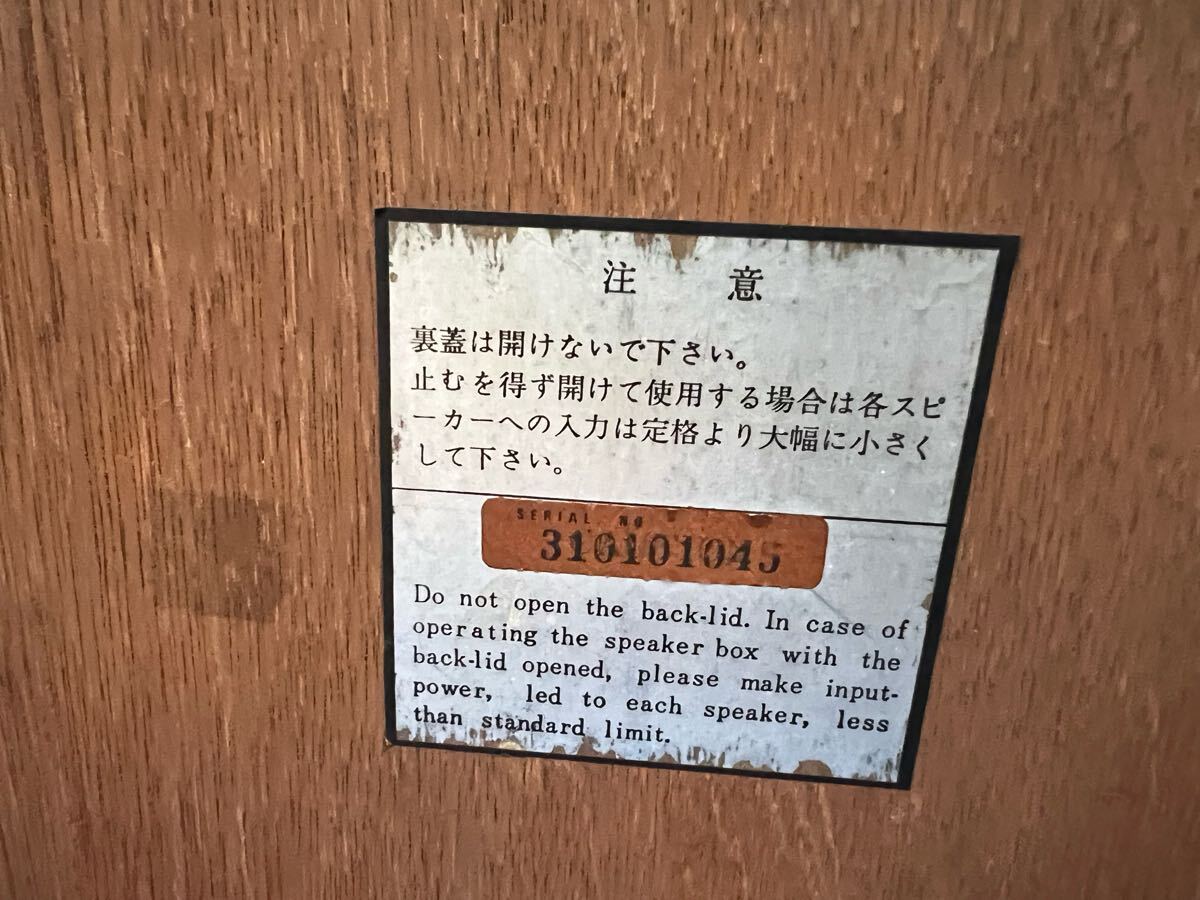 注 意
裏蓋は開けないで下さい。
止むを得ず開けて使用する場合は各スピ
ーカーへの入力は定格より大幅に小さく
して下さい。
SERIAL NO
310101045
Do not open the back-lid. In case of
operating the speaker box with the
back-lid opened, please make input-
power, led to each speaker, less
than standard limit.